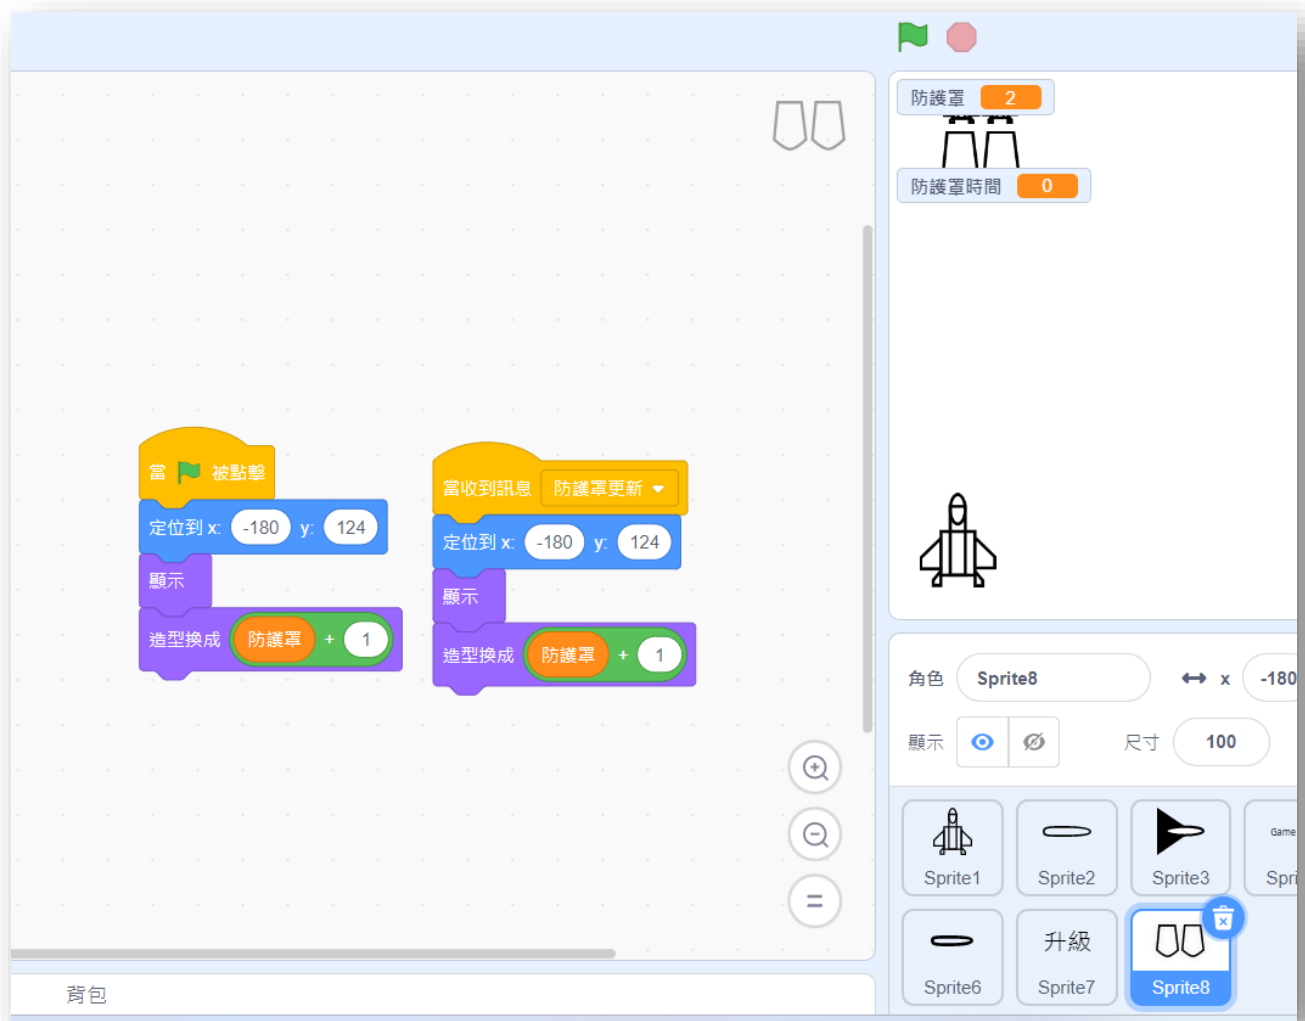 防護罩 2
防護罩時間 0
當 被點擊
定位到 x: -180 y: 124
顯示
造型換成 防護罩 + 1
當收到訊息 防護罩更新
定位到 x: -180 y: 124
顯示
造型換成 防護罩 + 1
角色 Sprite8 x -180
顯示 尺寸 100
Game
Sprite1 Sprite2 Sprite3 Spri
升級
Sprite6 Sprite7 Sprite8
背包